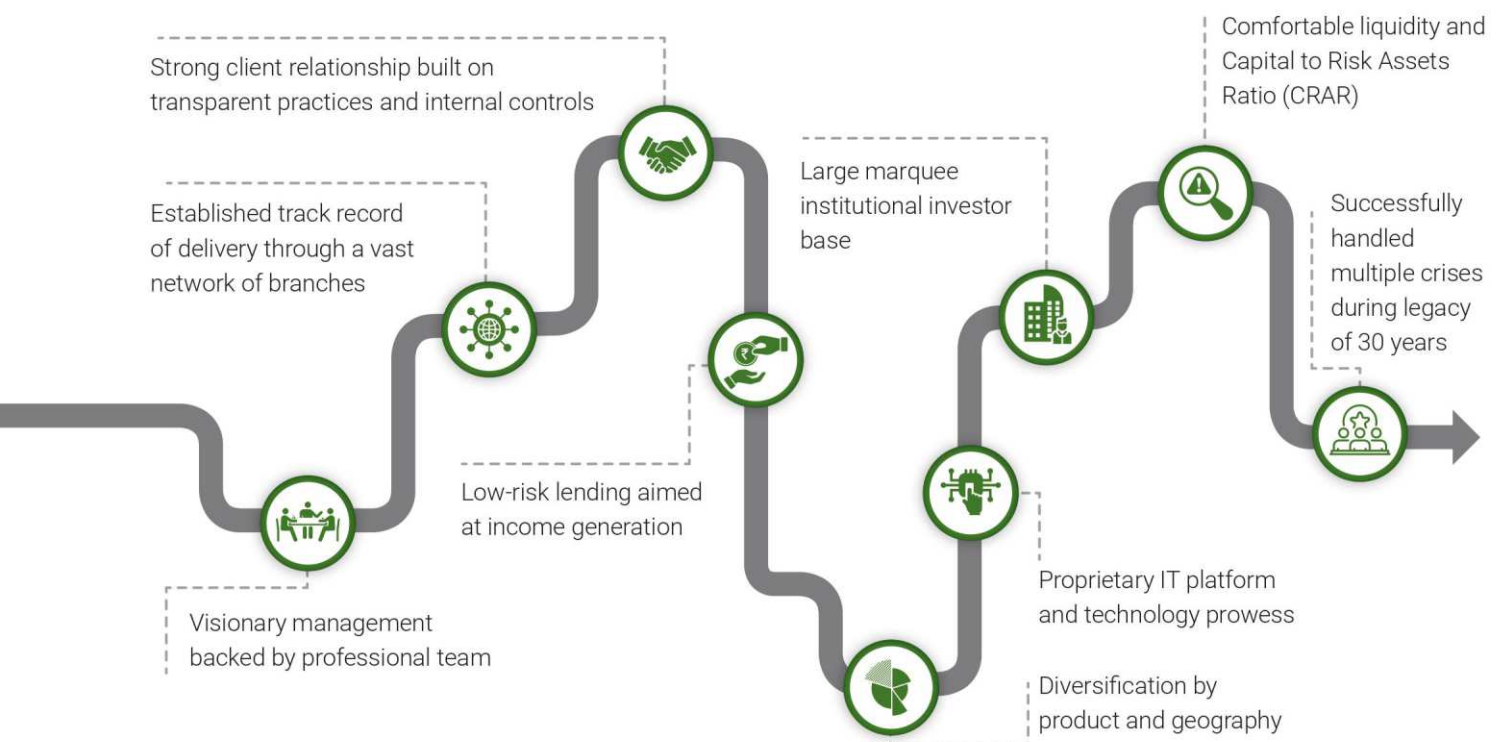 Strong client relationship built on
transparent practices and internal controls
Established track record
of delivery through a vast
network of branches
Visionary management
backed by professional team
Low-risk lending aimed
at income generation
Large marquee
institutional investor
base
Proprietary IT platform
and technology prowess
Diversification by
product and geography
Comfortable liquidity and
Capital to Risk Assets
Ratio (CRAR)
Successfully
handled
multiple crises
during legacy
of 30 years
₹